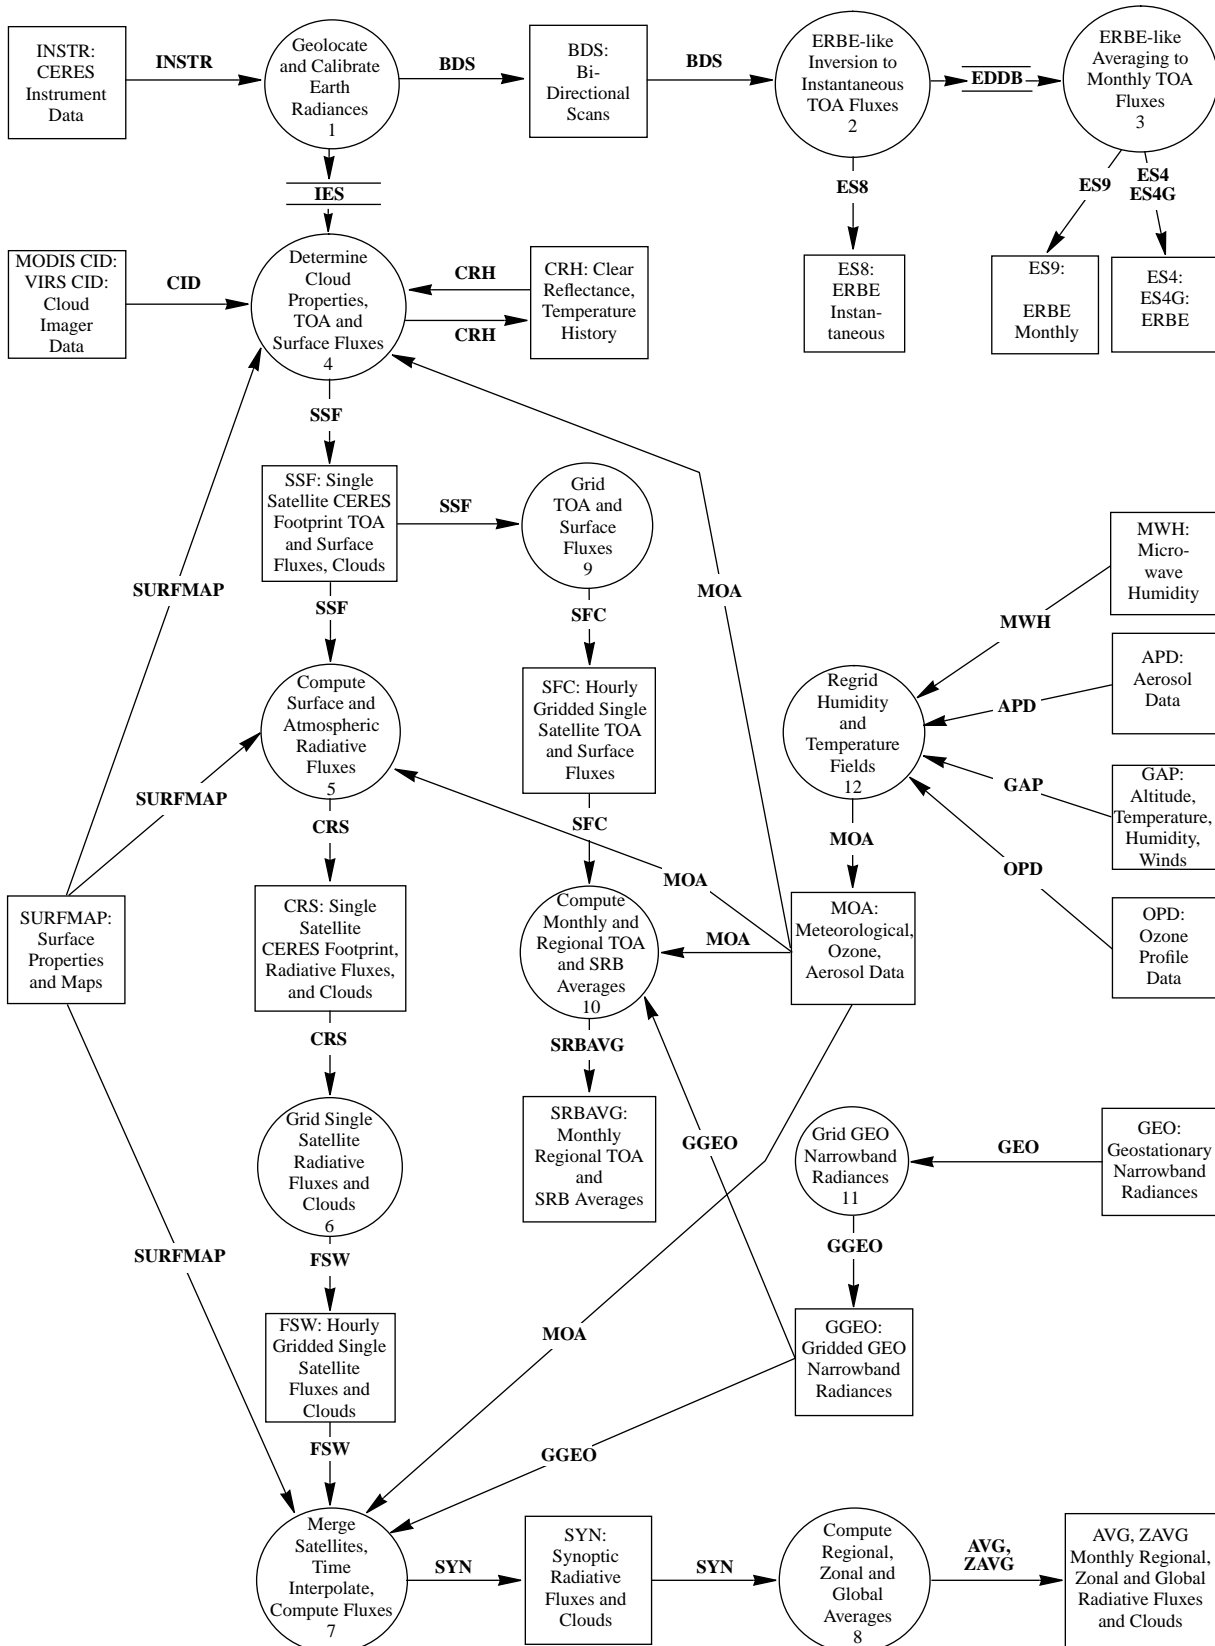 INSTR:
CERES
Instrument
Data
INSTR
Geolocate
and Calibrate
Earth
Radiances
1
BDS
BDS:
Bi-
Directional
Scans
BDS
ERBE-like
Inversion to
Instantaneous
TOA Fluxes
2
EDDB
ERBE-like
Averaging to
Monthly TOA
Fluxes
3
IES
ES8
ES9
ES4
ES4G
MODIS CID:
VIRS CID:
Cloud
Imager
Data
CID
Determine
Cloud
Properties,
TOA and
Surface Fluxes
4
CRH
CRH
CRH: Clear
Reflectance,
Temperature
History
ES8:
ERBE
Instan-
taneous
ES9:
ERBE
Monthly
ES4:
ES4G:
ERBE
SSF
SSF: Single
Satellite CERES
Footprint TOA
and Surface
Fluxes, Clouds
SSF
Grid
TOA and
Surface
Fluxes
9
MWH:
Micro-
wave
Humidity
SURFMAP
SSF
SFC
MOA
MWH
Compute
Surface and
Atmospheric
Radiative
Fluxes
5
SFC: Hourly
Gridded Single
Satellite TOA
and Surface
Fluxes
Regrid
Humidity
and
Temperature
Fields
12
APD
APD:
Aerosol
Data
SURFMAP
GAP
GAP:
Altitude,
Temperature,
Humidity,
Winds
CRS
SFC
MOA
MOA
OPD
SURFMAP:
Surface
Properties
and Maps
CRS: Single
Satellite
CERES Footprint,
Radiative Fluxes,
and Clouds
Compute
Monthly and
Regional TOA
and SRB
Averages
10
MOA
MOA:
Meteorological,
Ozone,
Aerosol Data
OPD:
Ozone
Profile
Data
CRS
SRBAVG
Grid Single
Satellite
Radiative
Fluxes and
Clouds
6
SRBAVG:
Monthly
Regional TOA
and
SRB Averages
GGEO
Grid GEO
Narrowband
Radiances
11
GEO
GEO:
Geostationary
Narrowband
Radiances
SURFMAP
FSW
GGEO
FSW: Hourly
Gridded Single
Satellite
Fluxes and
Clouds
MOA
GGEO:
Gridded GEO
Narrowband
Radiances
FSW
GGEO
Merge
Satellites,
Time
Interpolate,
Compute Fluxes
7
SYN
SYN:
Synoptic
Radiative
Fluxes
and Clouds
SYN
Compute
Regional,
Zonal and
Global
Averages
8
AVG,
ZAVG
AVG, ZAVG
Monthly Regional,
Zonal and Global
Radiative Fluxes
and Clouds